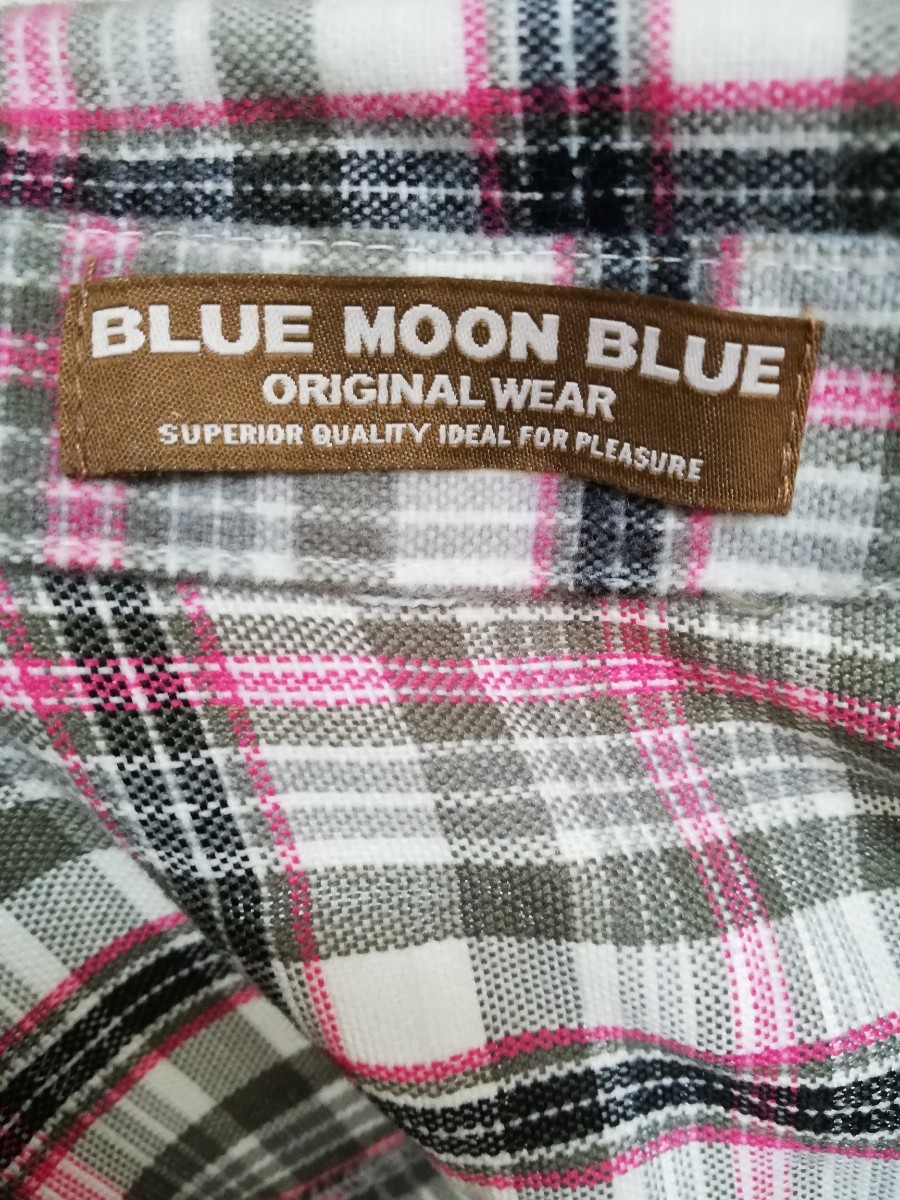 BLUE MOON BLUE
ORIGINAL WEAR
SUPERIOR QUALITY IDEAL FOR PLEASURE